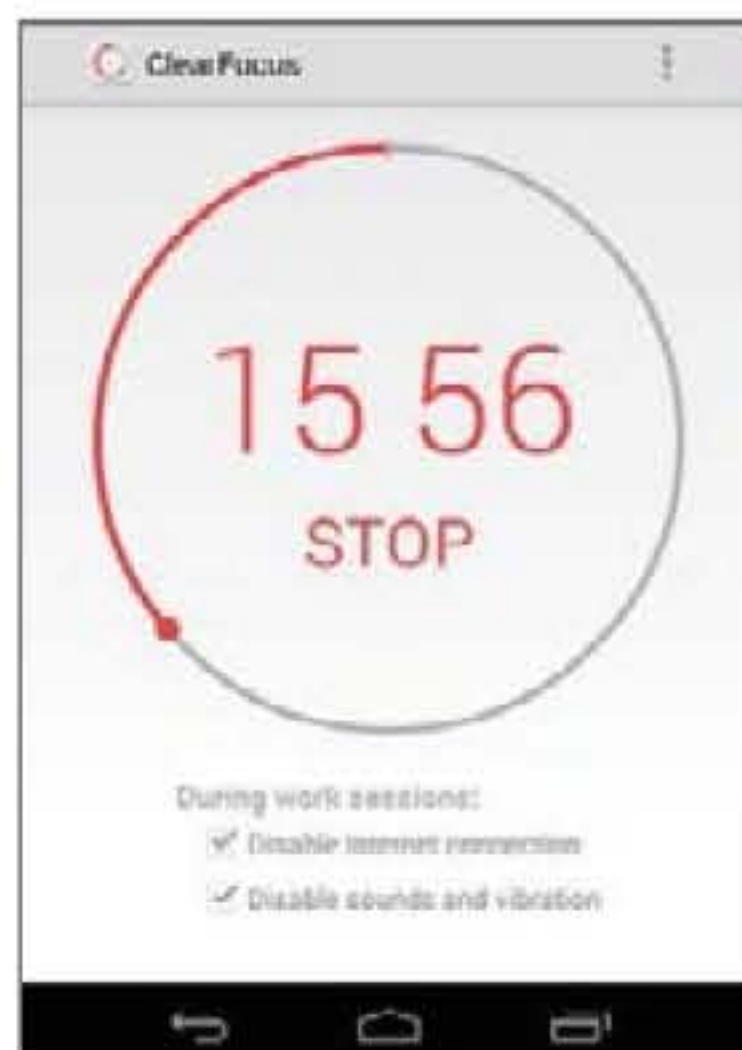 ClearFocus
15 56
STOP
During work sessions:
Disable internet connection
Disable sounds and vibration